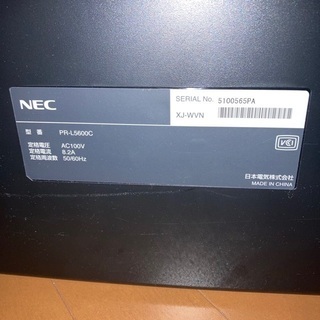 NEC
SERIAL No. 5100565PA
XJ-WVN
型 番 PR-L5600C
定格電圧 AC100V
定格電流 8.2A
定格周波数 50/60Hz
VCI
日本電気株式会社
MADE IN CHINA